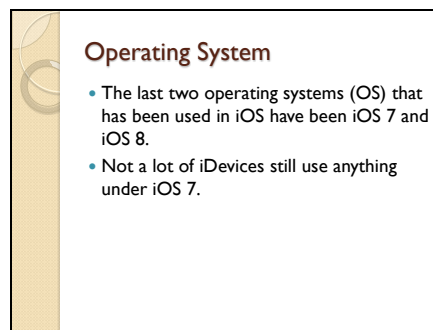 Operating System
• The last two operating systems (OS) that
has been used in iOS have been iOS 7 and
iOS 8.
• Not a lot of iDevices still use anything
under iOS 7.